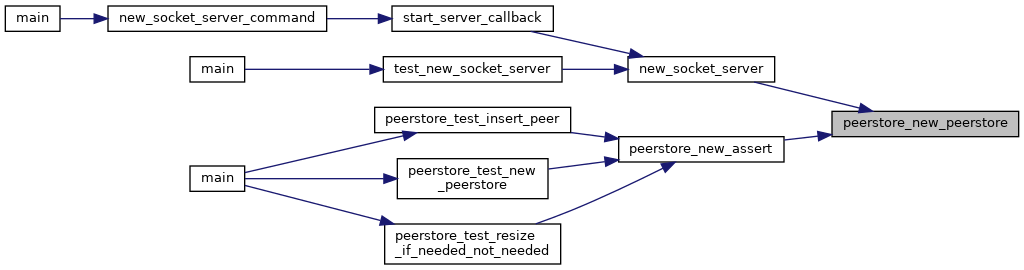 main
new_socket_server_command
start_server_callback
main
test_new_socket_server
new_socket_server
peerstore_test_insert_peer
peerstore_new_peerstore
peerstore_new_assert
main
peerstore_test_new
_peerstore
peerstore_test_resize
_if_needed_not_needed